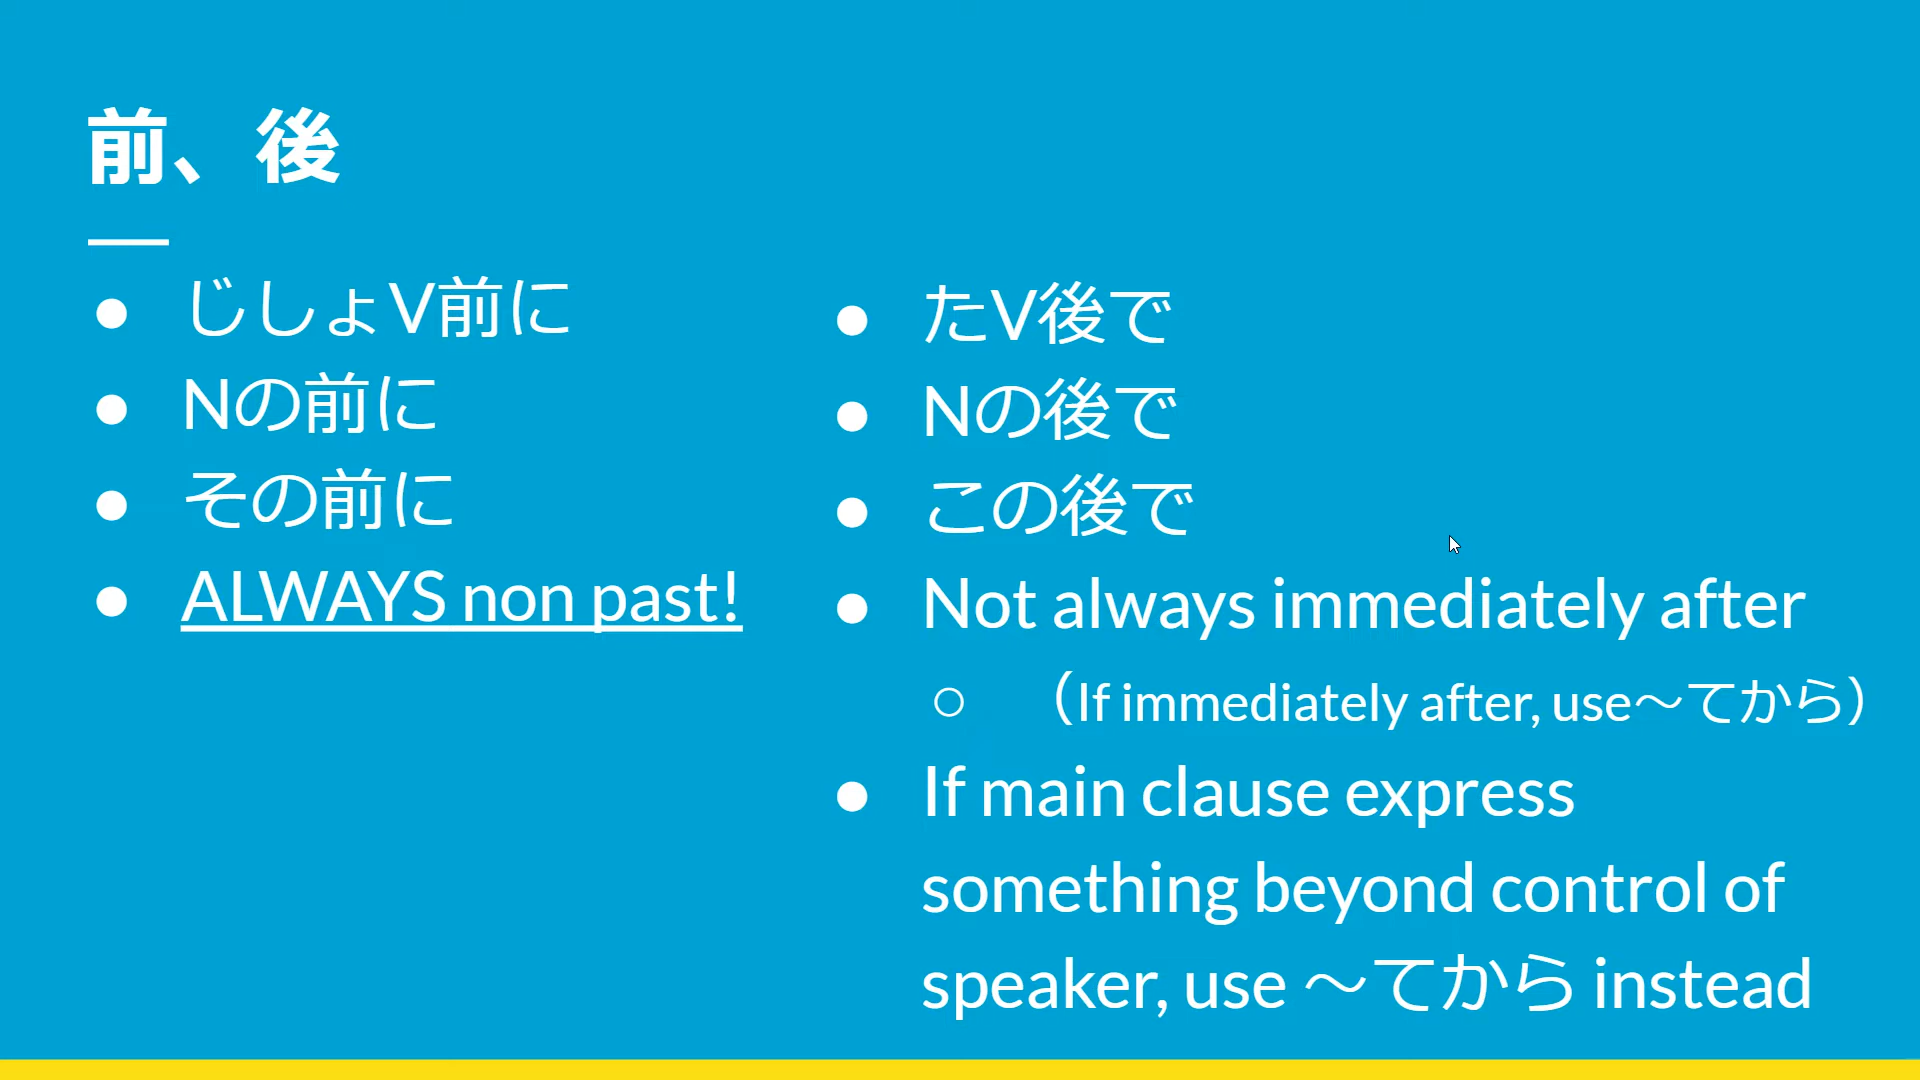 前、後
● じしょV前に
● Nの前に
● その前に
● ALWAYS non past!
● たV後で
● Nの後で
● この後で
● Not always immediately after
○ （If immediately after, use～てから）
● If main clause express
something beyond control of
speaker, use ～てから instead